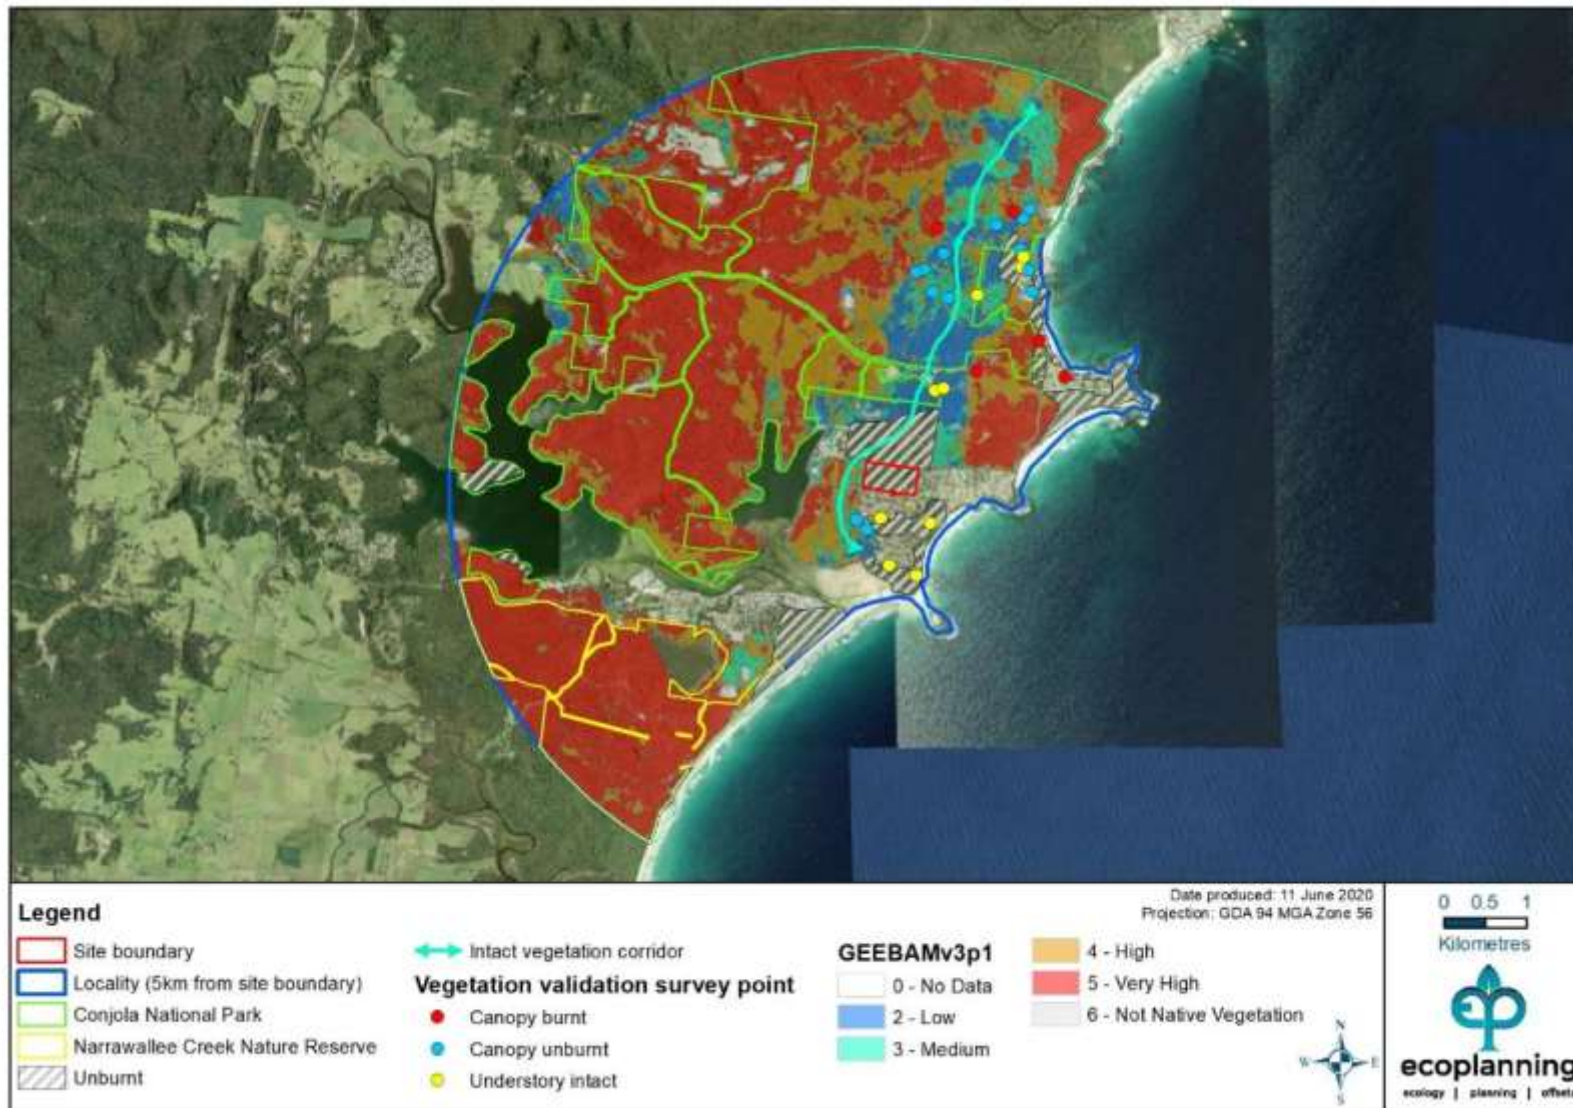 Date produced: 11 June 2020
Projection: GDA 94 MGA Zone 56
Legend
Site boundary
Locality (5km from site boundary)
Conjola National Park
Narrawallee Creek Nature Reserve
Unburnt
Intact vegetation corridor
Vegetation validation survey point
Canopy burnt
Canopy unburnt
Understory intact
GEEBAMv3p1
0 - No Data
2 - Low
3 - Medium
4 - High
5 - Very High
6 - Not Native Vegetation
N
W E
S
0 0.5 1
Kilometres
ecoplanning
ecology | planning | offsets